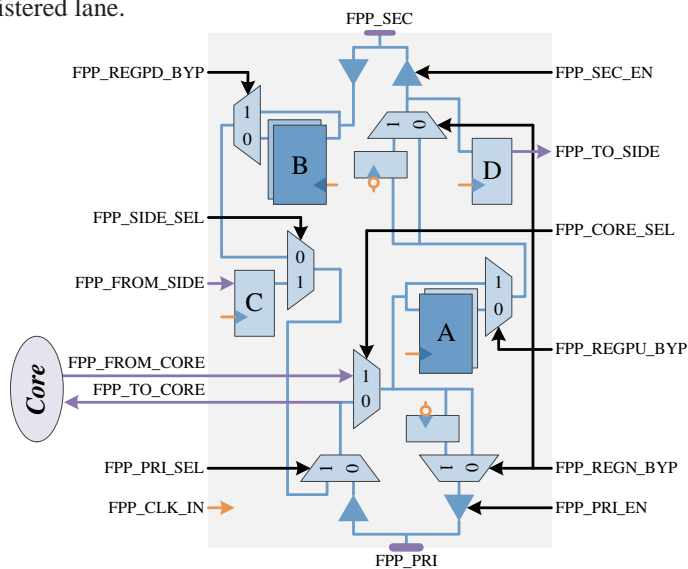 istered lane.
FPP_SEC
FPP_REGPD_BYP
FPP_SEC_EN
1
0
1
0
B
D
FPP_TO_SIDE
FPP_SIDE_SEL
FPP_CORE_SEL
0
1
FPP_FROM_SIDE
C
1
0
A
FPP_REGPU_BYP
Core
FPP_FROM_CORE
FPP_TO_CORE
1
0
FPP_PRI_SEL
1
0
1
0
FPP_REGN_BYP
FPP_CLK_IN
FPP_PRI_EN
FPP_PRI